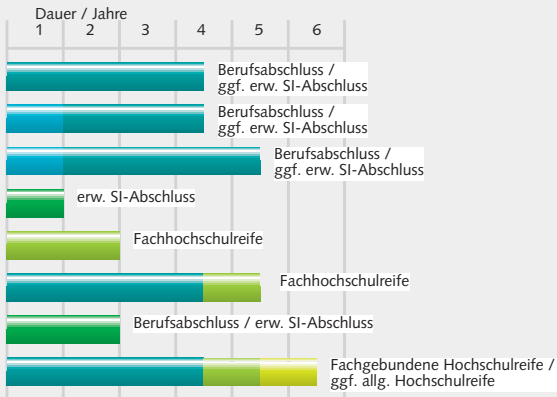 Dauer / Jahre
1 2 3 4 5 6
Berufsabschluss /
ggf. erw. SI-Abschluss
Berufsabschluss /
ggf. erw. SI-Abschluss
Berufsabschluss /
ggf. erw. SI-Abschluss
erw. SI-Abschluss
Fachhochschulreife
Fachhochschulreife
Berufsabschluss / erw. SI-Abschluss
Fachgebundene Hochschulreife /
ggf. allg. Hochschulreife